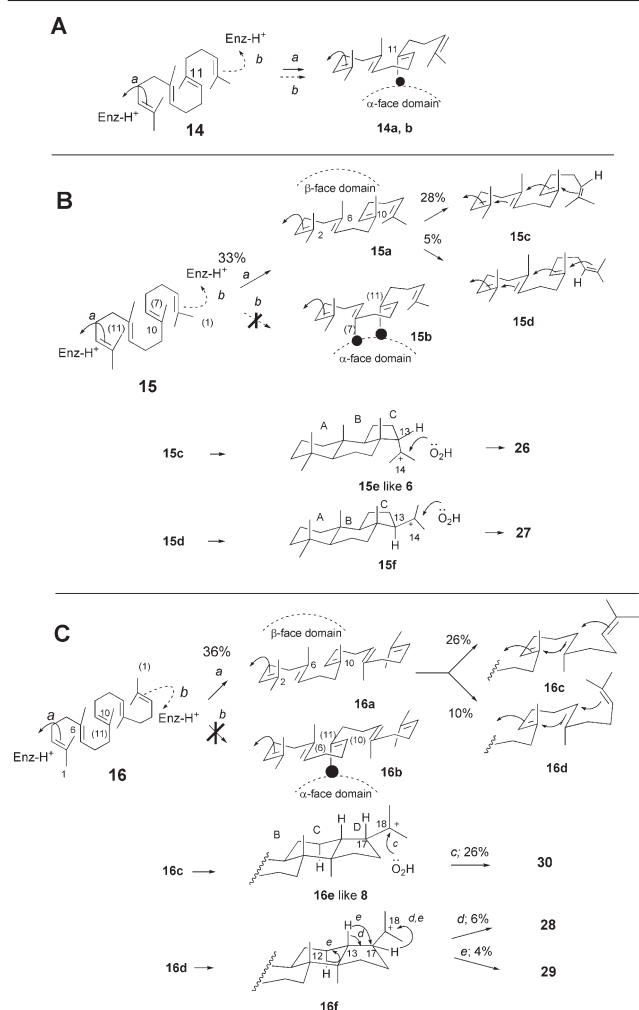 A
Enz-H+
Enz-H+
a
11
b
a
b
11
14
α-face domain
14a, b
B
β-face domain
28%
H
6
10
2
15a
5%
15c
33%
a
Enz-H+
(7)
b
b
(11)
15b
H
15d
a
(11)
10
(1)
(7)
α-face domain
Enz-H+
15
A
B
C
13
H
15c
+
14
Ö2H
26
15e like 6
C
A
B
13
Ö2H
15d
+
14
H
27
15f
C
β-face domain
(1)
36%
a
6
10
26%
b
2
16a
16c
a
6
10
(11)
Enz-H+
b
(11)
(6)
(10)
10%
Enz-H+
1
16
16b
16d
α-face domain
H
D
H
18
+
B
C
17
c
c; 26%
30
H
Ö2H
16c
16e like 8
H
e
d
18
+
d,e
d; 6%
28
e
12
13
17
H
16d
H
e; 4%
29
16f